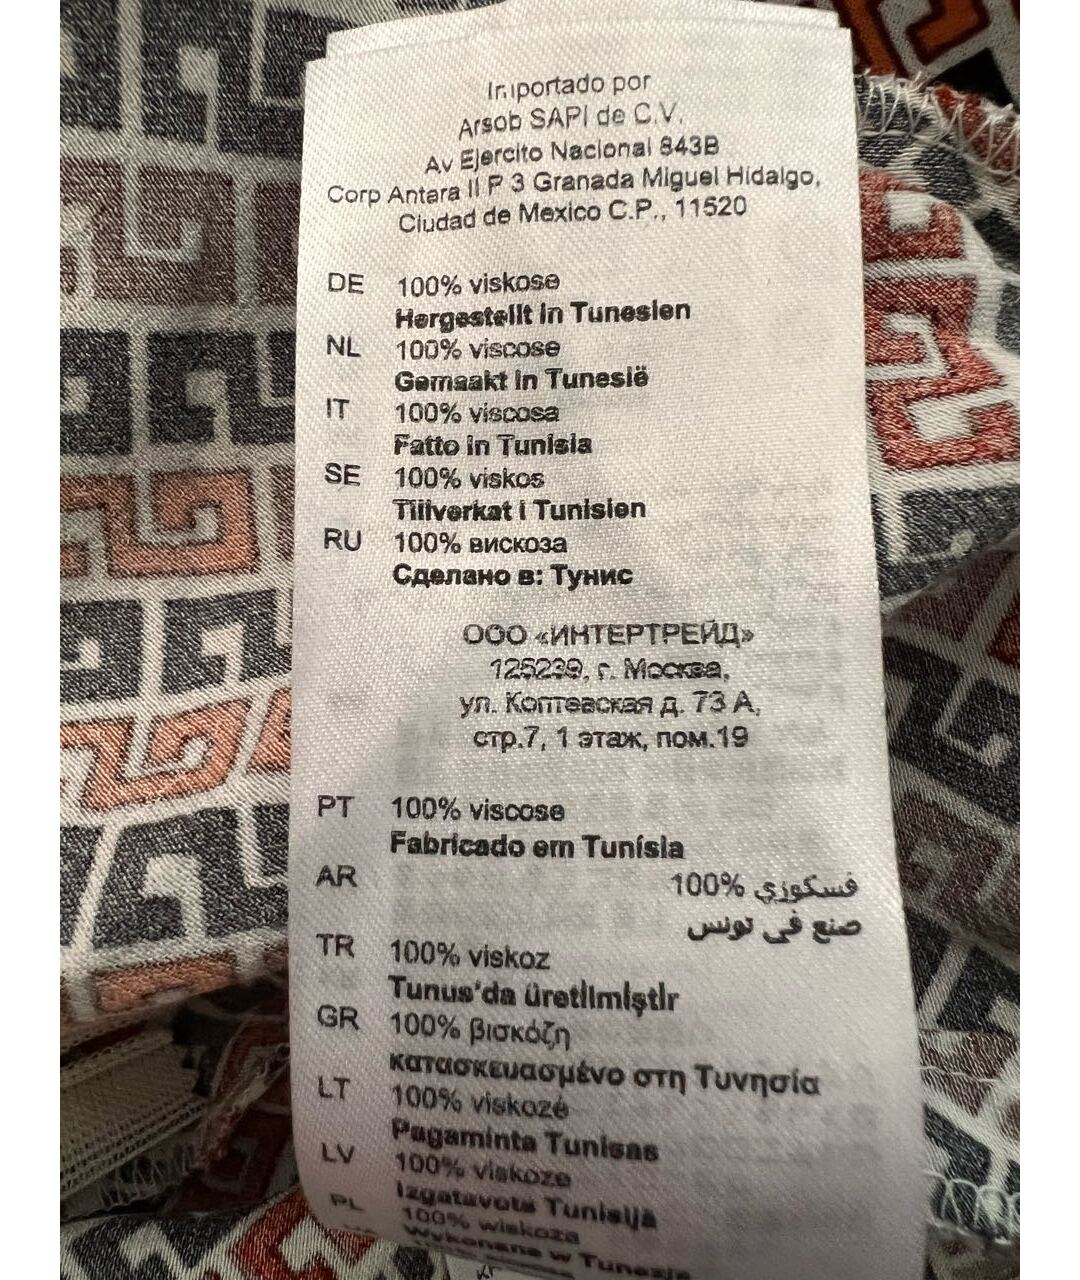 Importado por
Arsob SAPI de C.V.
Av Ejercito Nacional 843B
Corp Antara II P 3 Granada Miguel Hidalgo,
Ciudad de Mexico C.P., 11520
DE 100% viskose
Hergestellt in Tunesien
NL 100% viscose
Gemaakt in Tunesië
IT 100% viscosa
Fatto in Tunisia
SE 100% viskos
Tillverkat i Tunisien
RU 100% вискоза
Сделано в: Тунис
ООО «ИНТЕРТРЕЙД»
125239, г. Москва,
ул. Коптевская д. 73 А,
стр.7, 1 этаж, пом.19
PT 100% viscose
Fabricado em Tunísia
AR 100% فسكوزي
صنع في تونس
TR 100% viskoz
Tunus'da üretilmiştir
GR 100% βισκόζη
κατασκευασμένο στη Τυνησία
LT 100% viskozė
Pagaminta Tunisas
LV 100% viskoze
Izgatavots Tunisijā
PL 100% wiskoza
Wykonane w Tunezja